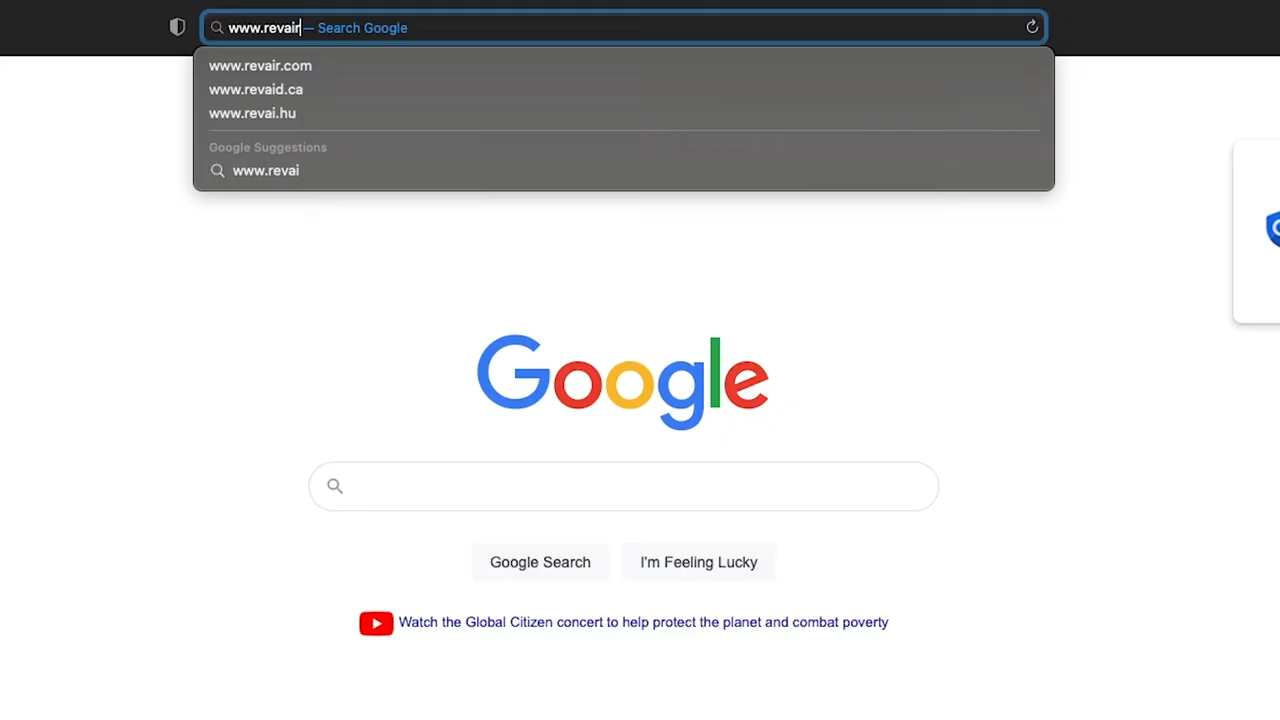 www.revair — Search Google
www.revair.com
www.revaid.ca
www.revai.hu
Google Suggestions
www.revai
Google
Google Search
I'm Feeling Lucky
Watch the Global Citizen concert to help protect the planet and combat poverty